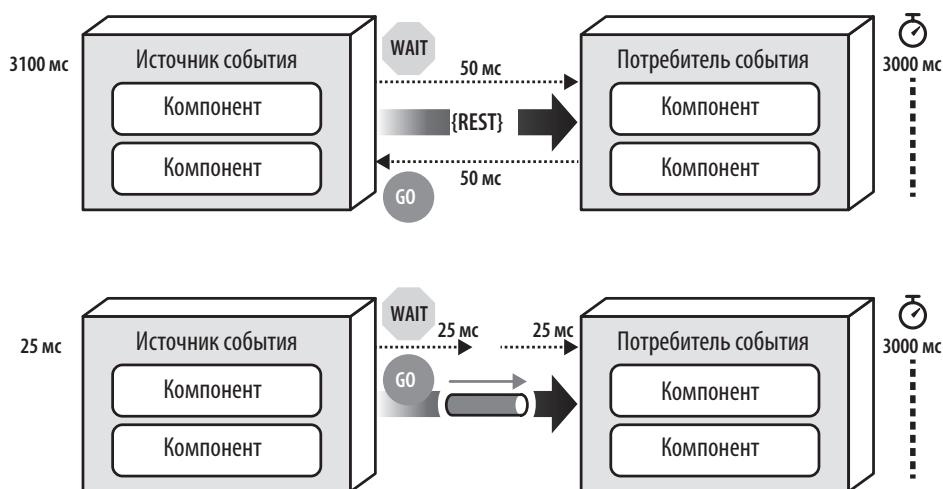 WAIT
3100 мс
Источник события
50 мс
Потребитель события
3000 мс
Компонент
{REST}
Компонент
Компонент
Компонент
50 мс
GO
WAIT
25 мс
25 мс
25 мс
Источник события
Потребитель события
3000 мс
GO
Компонент
Компонент
Компонент
Компонент